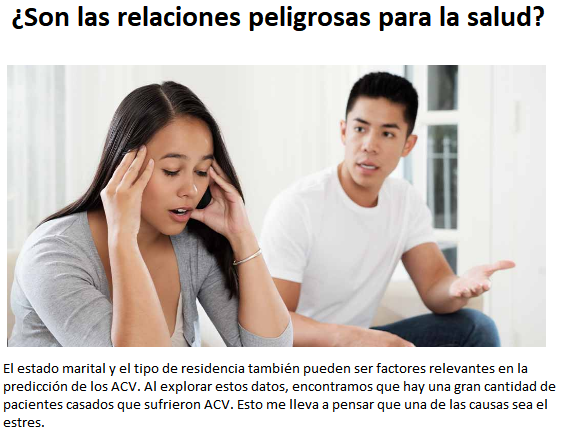 ¿Son las relaciones peligrosas para la salud?
El estado marital y el tipo de residencia también pueden ser factores relevantes en la
predicción de los ACV. Al explorar estos datos, encontramos que hay una gran cantidad de
pacientes casados que sufrieron ACV. Esto me lleva a pensar que una de las causas sea el
estres.